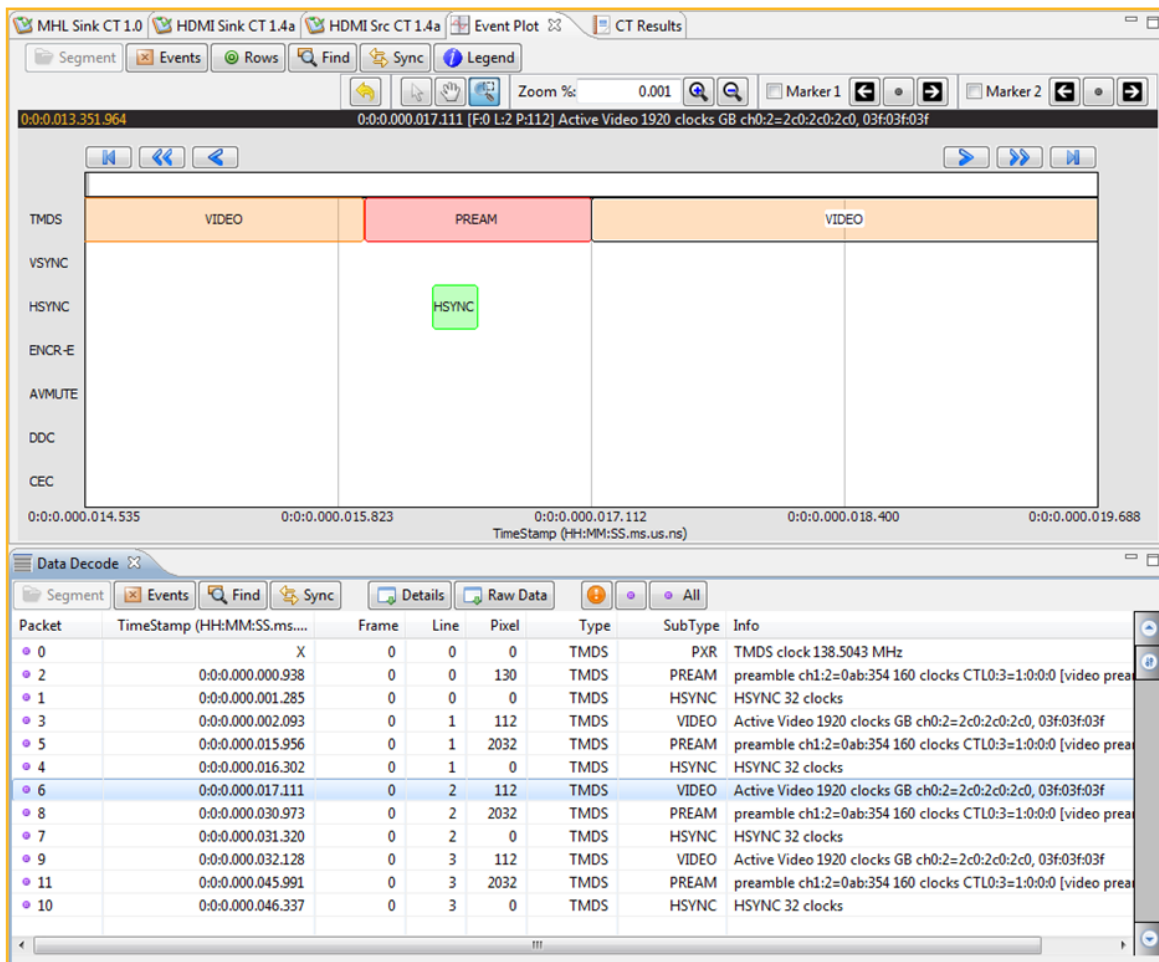 MHL Sink CT 1.0 HDMI Sink CT 1.4a HDMI Src CT 1.4a Event Plot CT Results
Segment Events Rows Find Sync Legend
Zoom %: 0.001 Marker 1 Marker 2
0:0:0.013.351.964 0:0:0.000.017.111 [F:0 L:2 P:112] Active Video 1920 clocks GB ch0:2=2c0:2c0:2c0, 03f:03f:03f
TMDS VIDEO PREAM VIDEO
VSYNC
HSYNC HSYNC
ENCR-E
AVMUTE
DDC
CEC
0:0:0.000.014.535 0:0:0.000.015.823 0:0:0.000.017.112 0:0:0.000.018.400 0:0:0.000.019.688
TimeStamp (HH:MM:SS.ms.us.ns)
Data Decode
Segment Events Find Sync Details Raw Data All
Packet TimeStamp (HH:MM:SS.ms.... Frame Line Pixel Type SubType Info
0 X 0 0 0 TMDS PXR TMDS clock 138.5043 MHz
2 0:0:0.000.000.938 0 0 130 TMDS PREAM preamble ch1:2=0ab:354 160 clocks CTL0:3=1:0:0:0 [video prea
1 0:0:0.000.001.285 0 0 0 TMDS HSYNC HSYNC 32 clocks
3 0:0:0.000.002.093 0 1 112 TMDS VIDEO Active Video 1920 clocks GB ch0:2=2c0:2c0:2c0, 03f:03f:03f
5 0:0:0.000.015.956 0 1 2032 TMDS PREAM preamble ch1:2=0ab:354 160 clocks CTL0:3=1:0:0:0 [video prea
4 0:0:0.000.016.302 0 1 0 TMDS HSYNC HSYNC 32 clocks
6 0:0:0.000.017.111 0 2 112 TMDS VIDEO Active Video 1920 clocks GB ch0:2=2c0:2c0:2c0, 03f:03f:03f
8 0:0:0.000.030.973 0 2 2032 TMDS PREAM preamble ch1:2=0ab:354 160 clocks CTL0:3=1:0:0:0 [video prea
7 0:0:0.000.031.320 0 2 0 TMDS HSYNC HSYNC 32 clocks
9 0:0:0.000.032.128 0 3 112 TMDS VIDEO Active Video 1920 clocks GB ch0:2=2c0:2c0:2c0, 03f:03f:03f
11 0:0:0.000.045.991 0 3 2032 TMDS PREAM preamble ch1:2=0ab:354 160 clocks CTL0:3=1:0:0:0 [video prea
10 0:0:0.000.046.337 0 3 0 TMDS HSYNC HSYNC 32 clocks